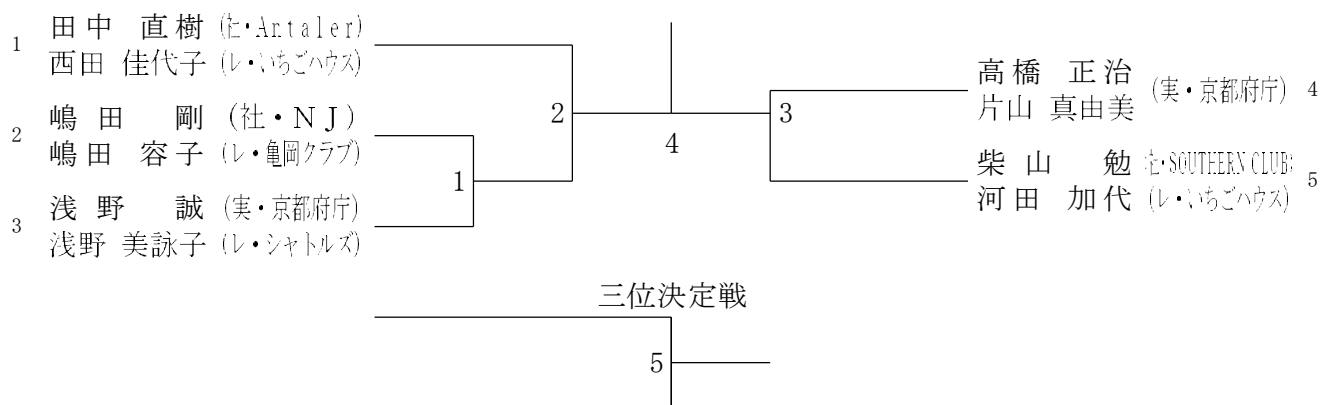 1 田中 直樹 (社・Antaler)
西田 佳代子 (レ・いちごハウス)
2 嶋田 剛 (社・NJ)
嶋田 容子 (レ・亀岡クラブ)
3 浅野 誠 (実・京都府庁)
浅野 美詠子 (レ・シャトルズ)
1
2
4
3
高橋 正治 (実・京都府庁) 4
片山 真由美
柴山 勉 (社・SOUTHERN CLUB) 5
河田 加代 (レ・いちごハウス)
三位決定戦
5